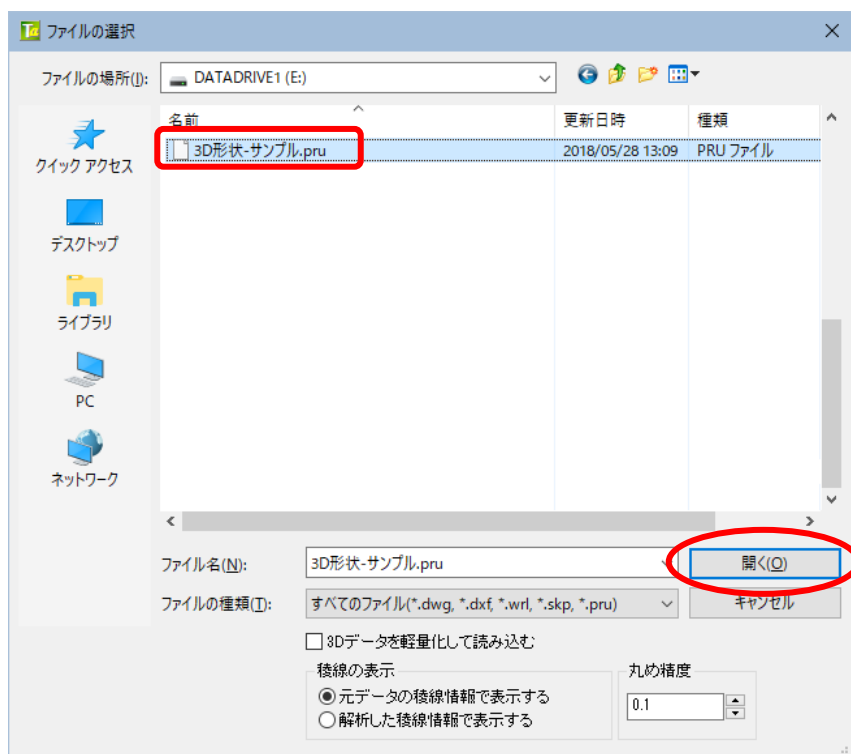 ファイルの選択
ファイルの場所(I):
DATADRIVE1 (E:)
名前
更新日時
種類
3D形状-サンプル.pru
2018/05/28 13:09
PRU ファイル
クイック アクセス
デスクトップ
ライブラリ
PC
ネットワーク
ファイル名(N):
3D形状-サンプル.pru
開く(O)
ファイルの種類(T):
すべてのファイル(*.dwg, *.dxf, *.wrl, *.skp, *.pru)
キャンセル
3Dデータを軽量化して読み込む
稜線の表示
丸め精度
元データの稜線情報で表示する
0.1
解析した稜線情報で表示する